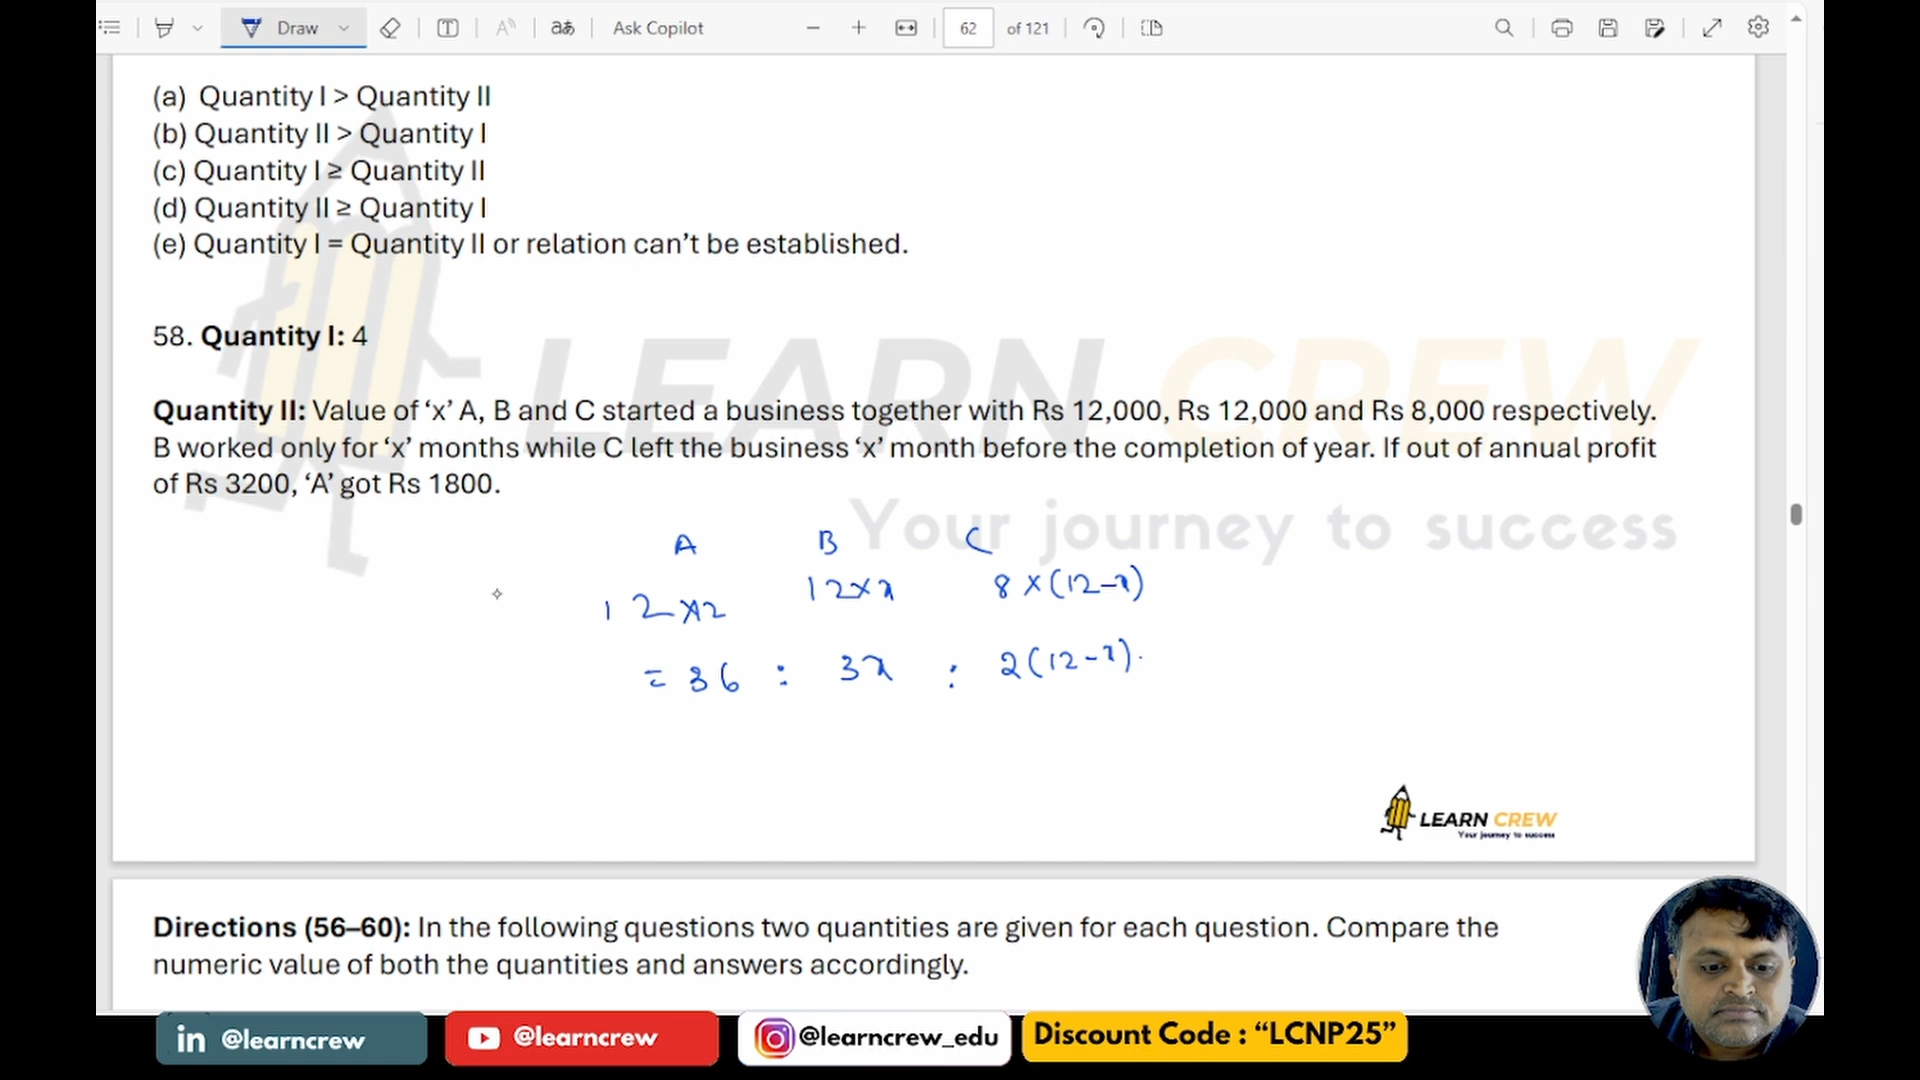 Draw
Ask Copilot
62 of 121
(a) Quantity I > Quantity II
(b) Quantity II > Quantity I
(c) Quantity I ≥ Quantity II
(d) Quantity II ≥ Quantity I
(e) Quantity I = Quantity II or relation can’t be established.
58. Quantity I: 4
LEARN CREW
Quantity II: Value of ‘x’ A, B and C started a business together with Rs 12,000, Rs 12,000 and Rs 8,000 respectively.
B worked only for ‘x’ months while C left the business ‘x’ month before the completion of year. If out of annual profit
of Rs 3200, ‘A’ got Rs 1800.
Your journey to success
A B C
12×12 12×x 8×(12-x)
= 36 : 3x : 2(12-x).
LEARN CREW
Your journey to success
Directions (56–60): In the following questions two quantities are given for each question. Compare the
numeric value of both the quantities and answers accordingly.
in @learncrew
@learncrew
@learncrew_edu
Discount Code : “LCNP25”